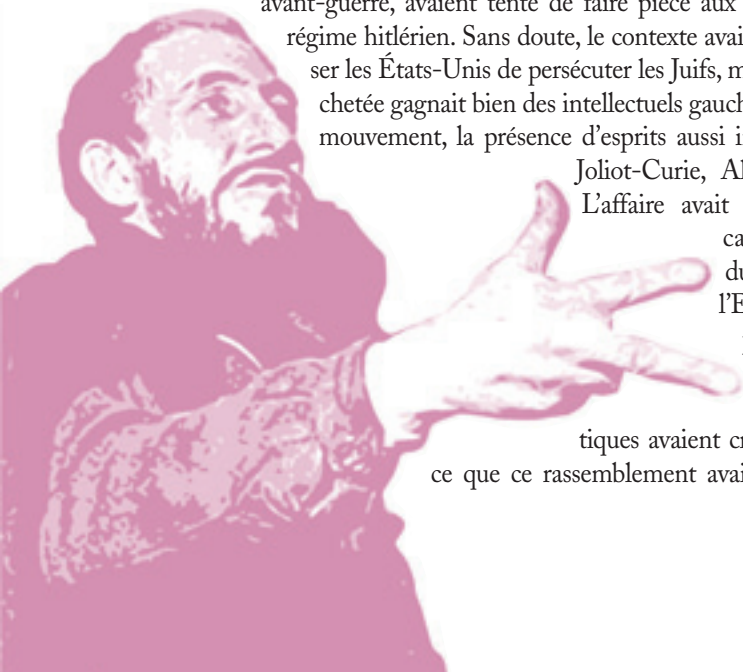 avant-guerre, avaient tenté de faire pièce aux
régime hitlérien. Sans doute, le contexte avai
ser les États-Unis de persécuter les Juifs, m
chetée gagnait bien des intellectuels gauch
mouvement, la présence d'esprits aussi i
Joliot-Curie, Al
L'affaire avait
ca
du
l'E
tiques avaient cr
ce que ce rassemblement avai